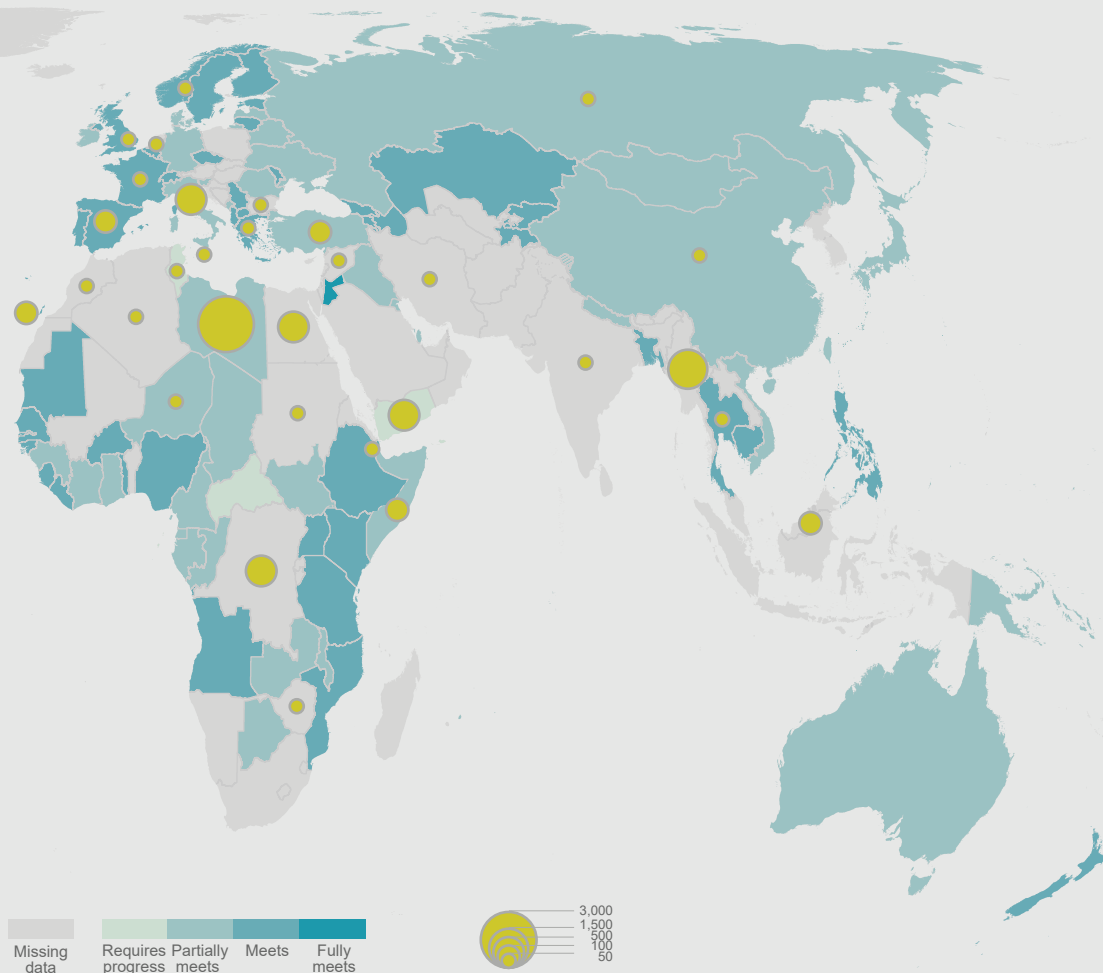 3,000
1,500
500
100
50
Missing
data
Requires
progress
Partially
meets
Meets
Fully
meets